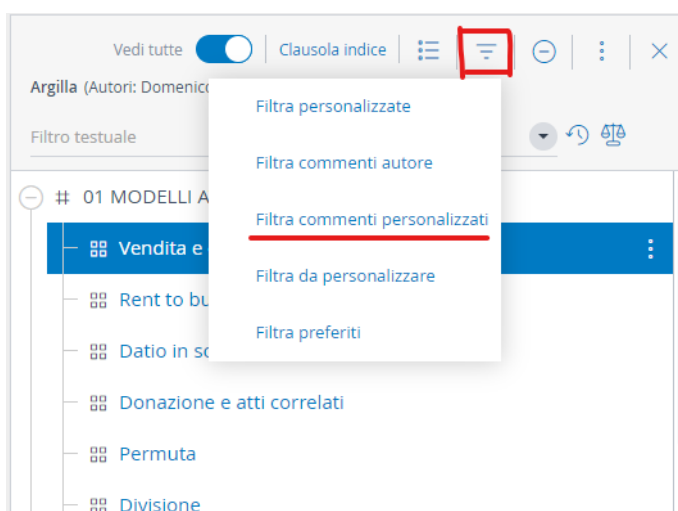 Vedi tutte Clausola indice
Argilla (Autori: Domenico
Filtro testuale
Filtra personalizzate
Filtra commenti autore
Filtra commenti personalizzati
Filtra da personalizzare
Filtra preferiti
# 01 MODELLI A
Vendita e
Rent to bu
Datio in so
Donazione e atti correlati
Permuta
Divisione